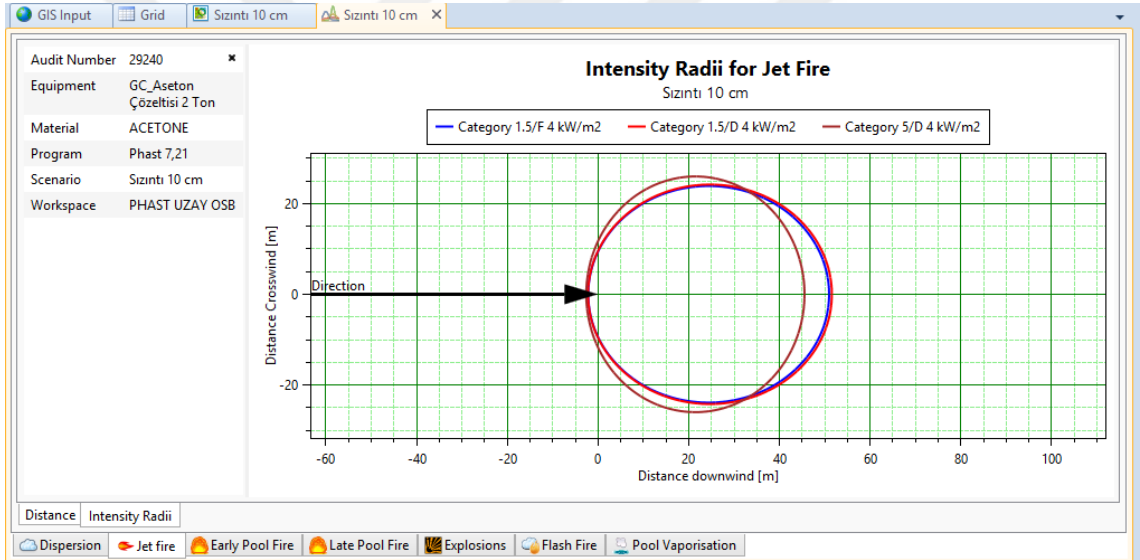 GIS Input
Grid
Sızıntı 10 cm
Sızıntı 10 cm
Audit Number 29240
Equipment GC_Aseton
Çözeltisi 2 Ton
Material ACETONE
Program Phast 7,21
Scenario Sızıntı 10 cm
Workspace PHAST UZAY OSB
Intensity Radii for Jet Fire
Sızıntı 10 cm
Category 1.5/F 4 kW/m2 Category 1.5/D 4 kW/m2 Category 5/D 4 kW/m2
Distance Crosswind [m]
20
0
-20
Direction
-60 -40 -20 0 20 40 60 80 100
Distance downwind [m]
Distance Intensity Radii
Dispersion Jet fire Early Pool Fire Late Pool Fire Explosions Flash Fire Pool Vaporisation